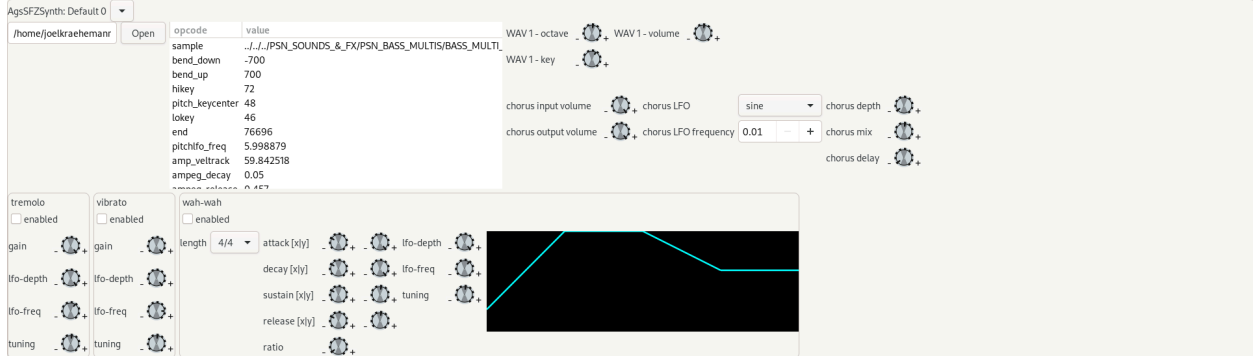 AgsSFZSynth: Default 0
/home/joelkraehemann Open
opcode value
sample ../../../PSN_SOUNDS_&_FX/PSN_BASS_MULTIS/BASS_MULTI_
bend_down -700
bend_up 700
hikey 72
pitch_keycenter 48
lokey 46
end 76696
pitchlfo_freq 5.998879
amp_veltrack 59.842518
ampeg_decay 0.05
ampeg_release 0.457
WAV 1 - octave - + WAV 1 - volume - +
WAV 1 - key - +
chorus input volume - + chorus LFO sine chorus depth - +
chorus output volume - + chorus LFO frequency 0.01 − + chorus mix - +
chorus delay - +
tremolo
enabled
gain - +
lfo-depth - +
lfo-freq - +
tuning - +
vibrato
enabled
gain - +
lfo-depth - +
lfo-freq - +
tuning - +
wah-wah
enabled
length 4/4 attack [x|y] - + - + lfo-depth - +
decay [x|y] - + - + lfo-freq - +
sustain [x|y] - + - + tuning - +
release [x|y] - + - +
ratio - +